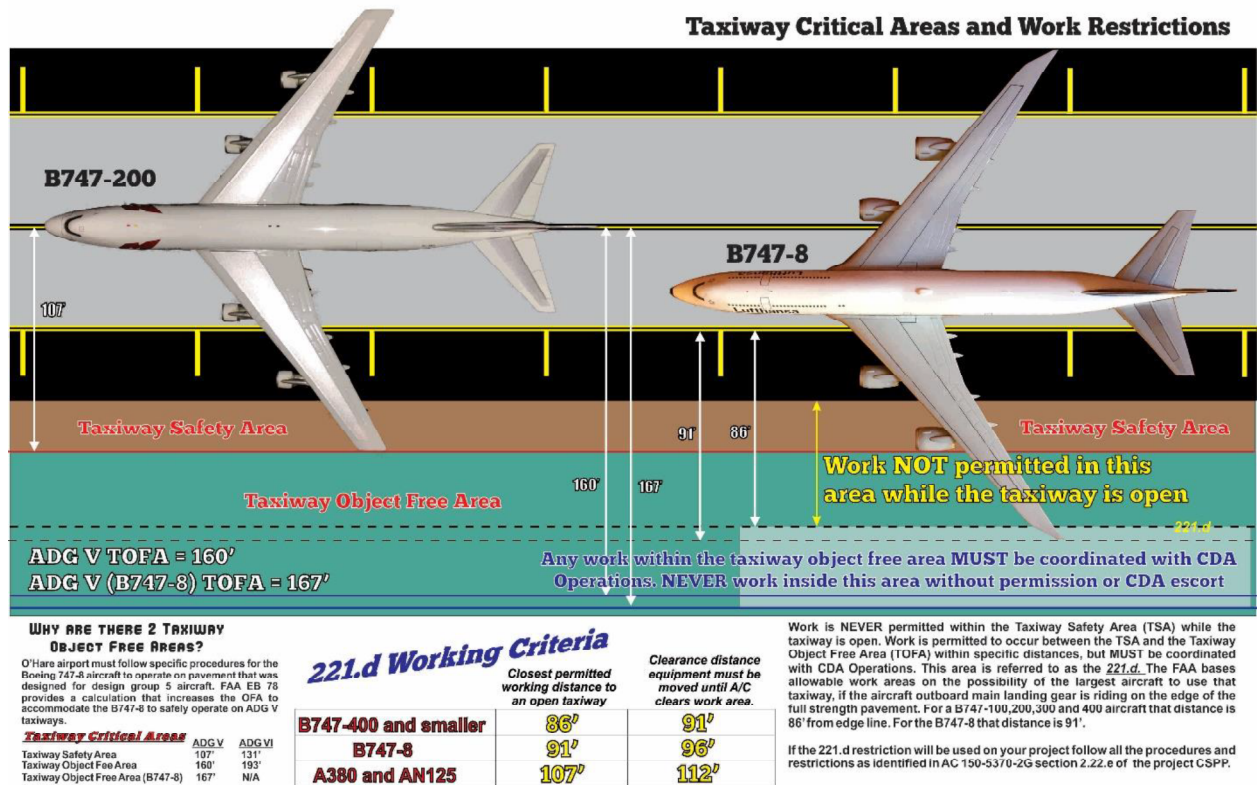 Taxiway Critical Areas and Work Restrictions
B747-200
B747-8
Lufthansa
107'
91'
86'
160'
167'
Taxiway Safety Area
Taxiway Safety Area
Work NOT permitted in this
area while the taxiway is open
Taxiway Object Free Area
221.d
ADG V TOFA = 160'
ADG V (B747-8) TOFA = 167'
Any work within the taxiway object free area MUST be coordinated with CDA
Operations. NEVER work inside this area without permission or CDA escort
WHY ARE THERE 2 TAXIWAY
OBJECT FREE AREAS?
O'Hare airport must follow specific procedures for the
Boeing 747-8 aircraft to operate on pavement that was
designed for design group 5 aircraft. FAA EB 78
provides a calculation that increases the OFA to
accommodate the B747-8 to safely operate on ADG V
taxiways.
Taxiway Critical Areas ADG V ADG VI
Taxiway Safety Area 107' 131'
Taxiway Object Fee Area 160' 193'
Taxiway Object Free Area (B747-8) 167' N/A
221.d Working Criteria
Closest permitted
working distance to
an open taxiway
Clearance distance
equipment must be
moved until A/C
clears work area.
B747-400 and smaller 86' 91'
B747-8 91' 96'
A380 and AN125 107' 112'
Work is NEVER permitted within the Taxiway Safety Area (TSA) while the
taxiway is open. Work is permitted to occur between the TSA and the Taxiway
Object Free Area (TOFA) within specific distances, but MUST be coordinated
with CDA Operations. This area is referred to as the 221.d. The FAA bases
allowable work areas on the possibility of the largest aircraft to use that
taxiway, if the aircraft outboard main landing gear is riding on the edge of the
full strength pavement. For a B747-100,200,300 and 400 aircraft that distance is
86' from edge line. For the B747-8 that distance is 91'.
If the 221.d restriction will be used on your project follow all the procedures and
restrictions as identified in AC 150-5370-2G section 2.22.e of the project CSPP.